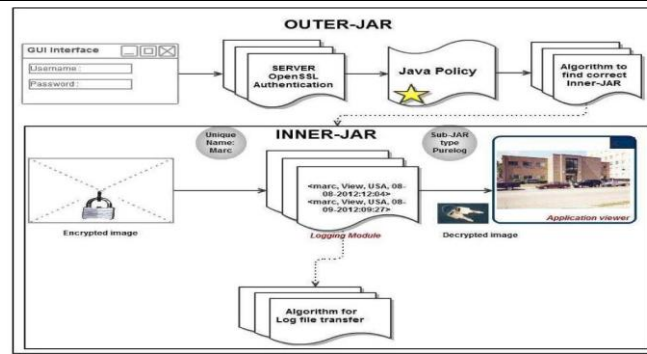 OUTER-JAR
GUI Interface
Username :
Password :
SERVER
OpenSSL
Authentication
Java Policy
Algorithm to
find correct
Inner-JAR
INNER-JAR
Unique
Name:
Marc
Sub-JAR
type
Purelog
<marc, View, USA, 08-
08-2012:12:04>
<marc, View, USA, 08-
09-2012:09:27>
Logging Module
Encrypted image
Decrypted image
Application viewer
Algorithm for
Log file transfer